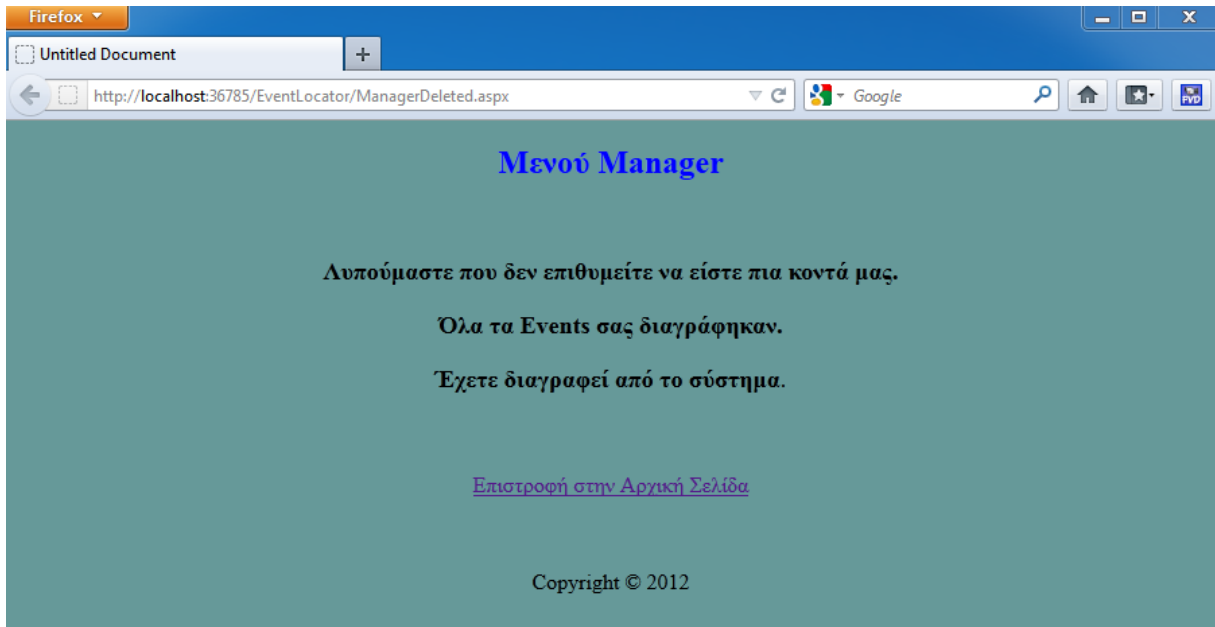 Firefox
Untitled Document
http://localhost:36785/EventLocator/ManagerDeleted.aspx
Google
FVD
Μενού Manager
Λυπούμαστε που δεν επιθυμείτε να είστε πια κοντά μας.
Όλα τα Events σας διαγράφηκαν.
Έχετε διαγραφεί από το σύστημα.
Επιστροφή στην Αρχική Σελίδα
Copyright © 2012